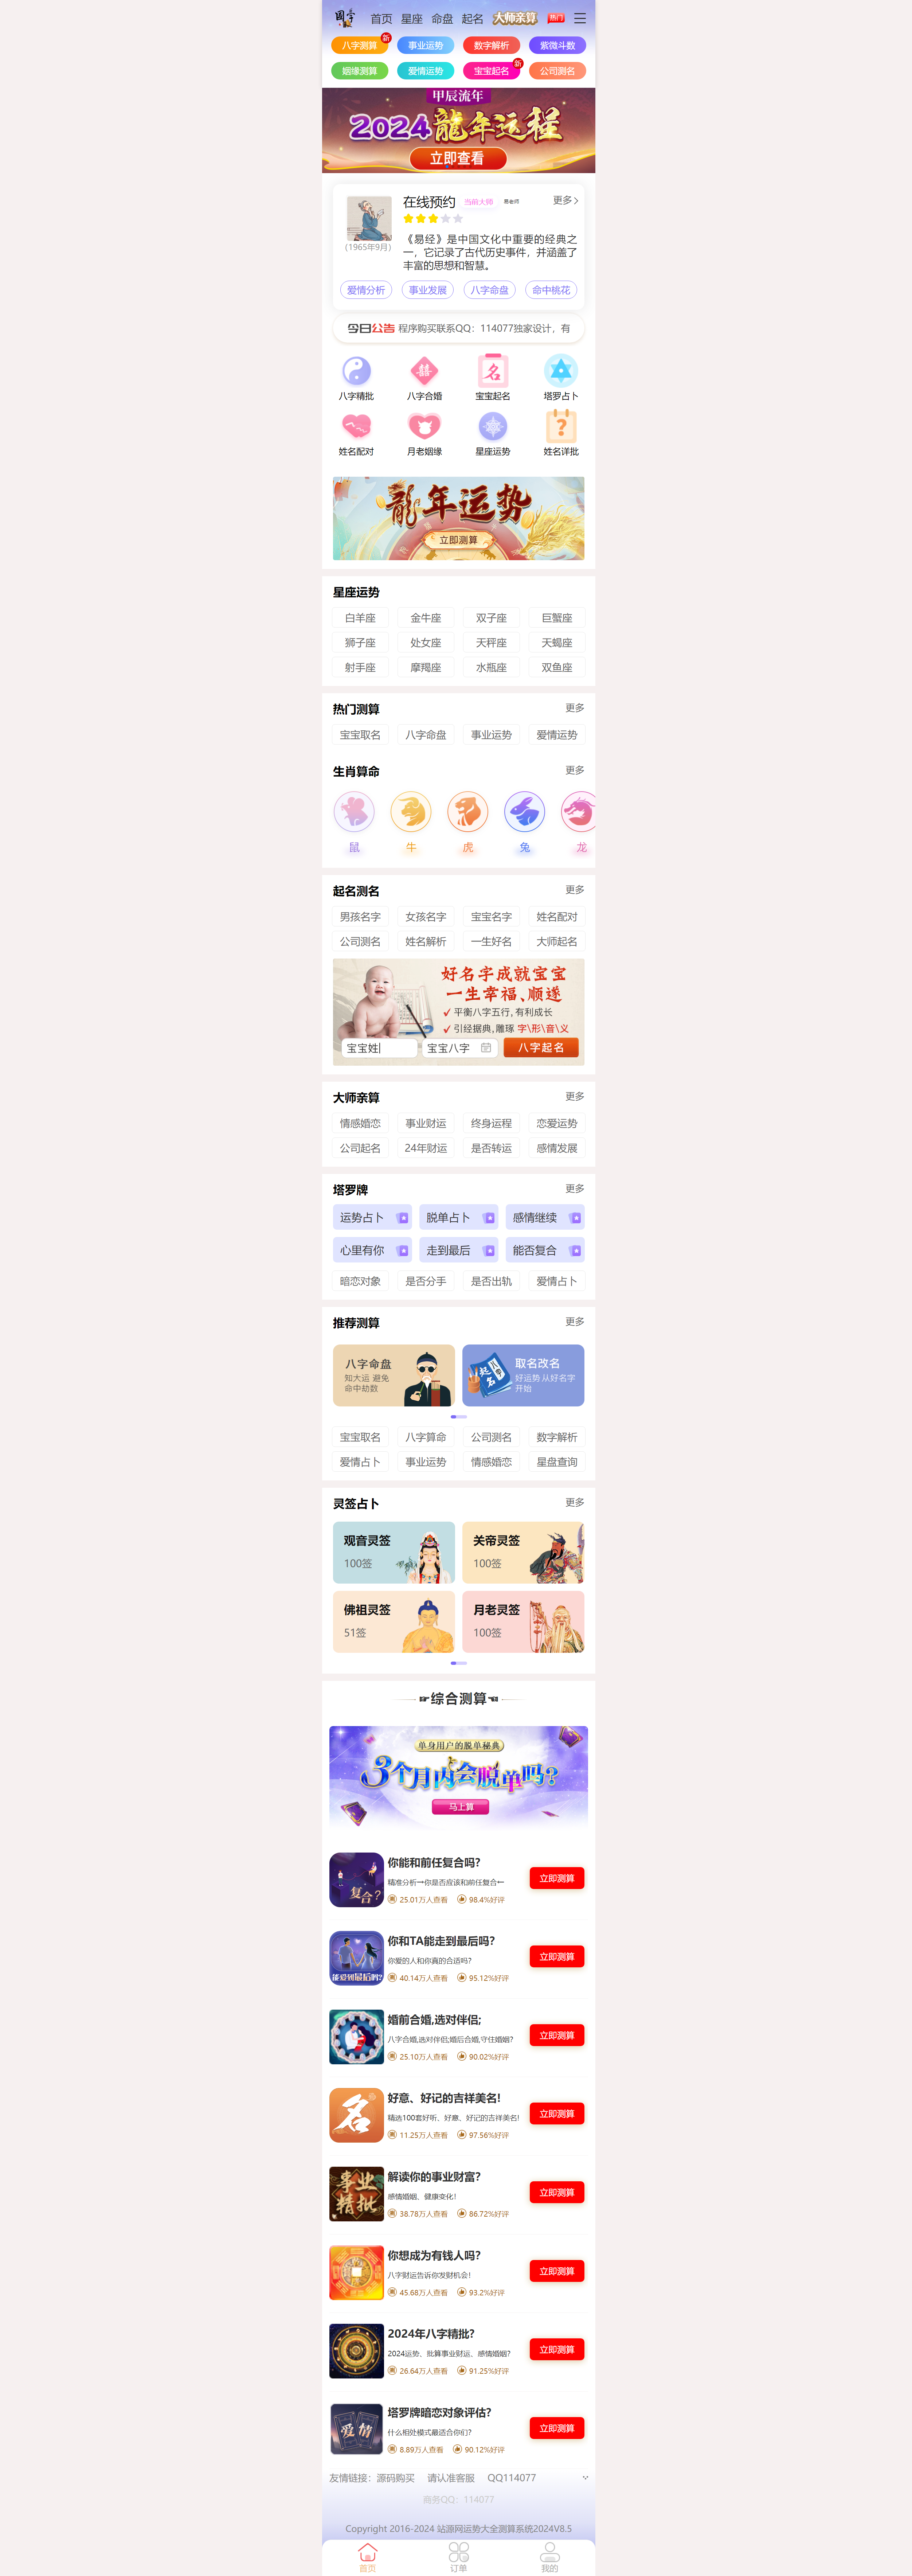 国学 首页 星座 命盘 起名 大师亲算 热门
八字测算 新 事业运势 数字解析 紫微斗数
姻缘测算 爱情运势 宝宝起名 新 公司测名
甲辰流年
2024龍年运程
立即查看
在线预约 当前大师 易老师 更多
(1965年9月)
《易经》是中国文化中重要的经典之
一，它记录了古代历史事件，并涵盖了
丰富的思想和智慧。
爱情分析 事业发展 八字命盘 命中桃花
今日公告 程序购买联系QQ：114077独家设计，有
囍 名
八字精批 八字合婚 宝宝起名 塔罗占卜
?
姓名配对 月老姻缘 星座运势 姓名详批
龍年运势
立即测算
星座运势
白羊座 金牛座 双子座 巨蟹座
狮子座 处女座 天秤座 天蝎座
射手座 摩羯座 水瓶座 双鱼座
热门测算 更多
宝宝取名 八字命盘 事业运势 爱情运势
生肖算命 更多
鼠 牛 虎 兔 龙
起名测名 更多
男孩名字 女孩名字 宝宝名字 姓名配对
公司测名 姓名解析 一生好名 大师起名
好名字成就宝宝
一生幸福、顺遂
平衡八字五行,有利成长
引经据典,雕琢 字\形\音\义
宝宝姓 宝宝八字 八字起名
大师亲算 更多
情感婚恋 事业财运 终身运程 恋爱运势
公司起名 24年财运 是否转运 感情发展
塔罗牌 更多
运势占卜 脱单占卜 感情继续
心里有你 走到最后 能否复合
暗恋对象 是否分手 是否出轨 爱情占卜
推荐测算 更多
八字命盘
知大运 避免
命中劫数
起名
取名改名
好运势 从好名字
开始
宝宝取名 八字算命 公司测名 数字解析
爱情占卜 事业运势 情感婚恋 星盘查询
灵签占卜 更多
观音灵签 关帝灵签
100签 100签
佛祖灵签 月老灵签
51签 100签
☞综合测算☜
单身用户的脱单秘典
3个月内会脱单吗?
马上算
复合?
你能和前任复合吗?
精准分析→你是否应该和前任复合←
25.01万人查看 98.4%好评
立即测算
能爱到最后吗?
你和TA能走到最后吗?
你爱的人和你真的合适吗?
40.14万人查看 95.12%好评
立即测算
婚前合婚,选对伴侣;
八字合婚,选对伴侣;婚后合婚,守住婚姻?
25.10万人查看 90.02%好评
立即测算
名
好意、好记的吉祥美名!
精选100套好听、好意、好记的吉祥美名!
11.25万人查看 97.56%好评
立即测算
事业
精批
解读你的事业财富?
感情婚姻、健康变化!
38.78万人查看 86.72%好评
立即测算
你想成为有钱人吗?
八字财运告诉你发财机会!
45.68万人查看 93.2%好评
立即测算
2024年八字精批?
2024运势、批算事业财运、感情婚姻?
26.64万人查看 91.25%好评
立即测算
爱情
塔罗牌暗恋对象评估?
什么相处模式最适合你们?
8.89万人查看 90.12%好评
立即测算
友情链接：源码购买 请认准客服 QQ114077
商务QQ：114077
Copyright 2016-2024 站源网运势大全测算系统2024V8.5
首页 订单 我的